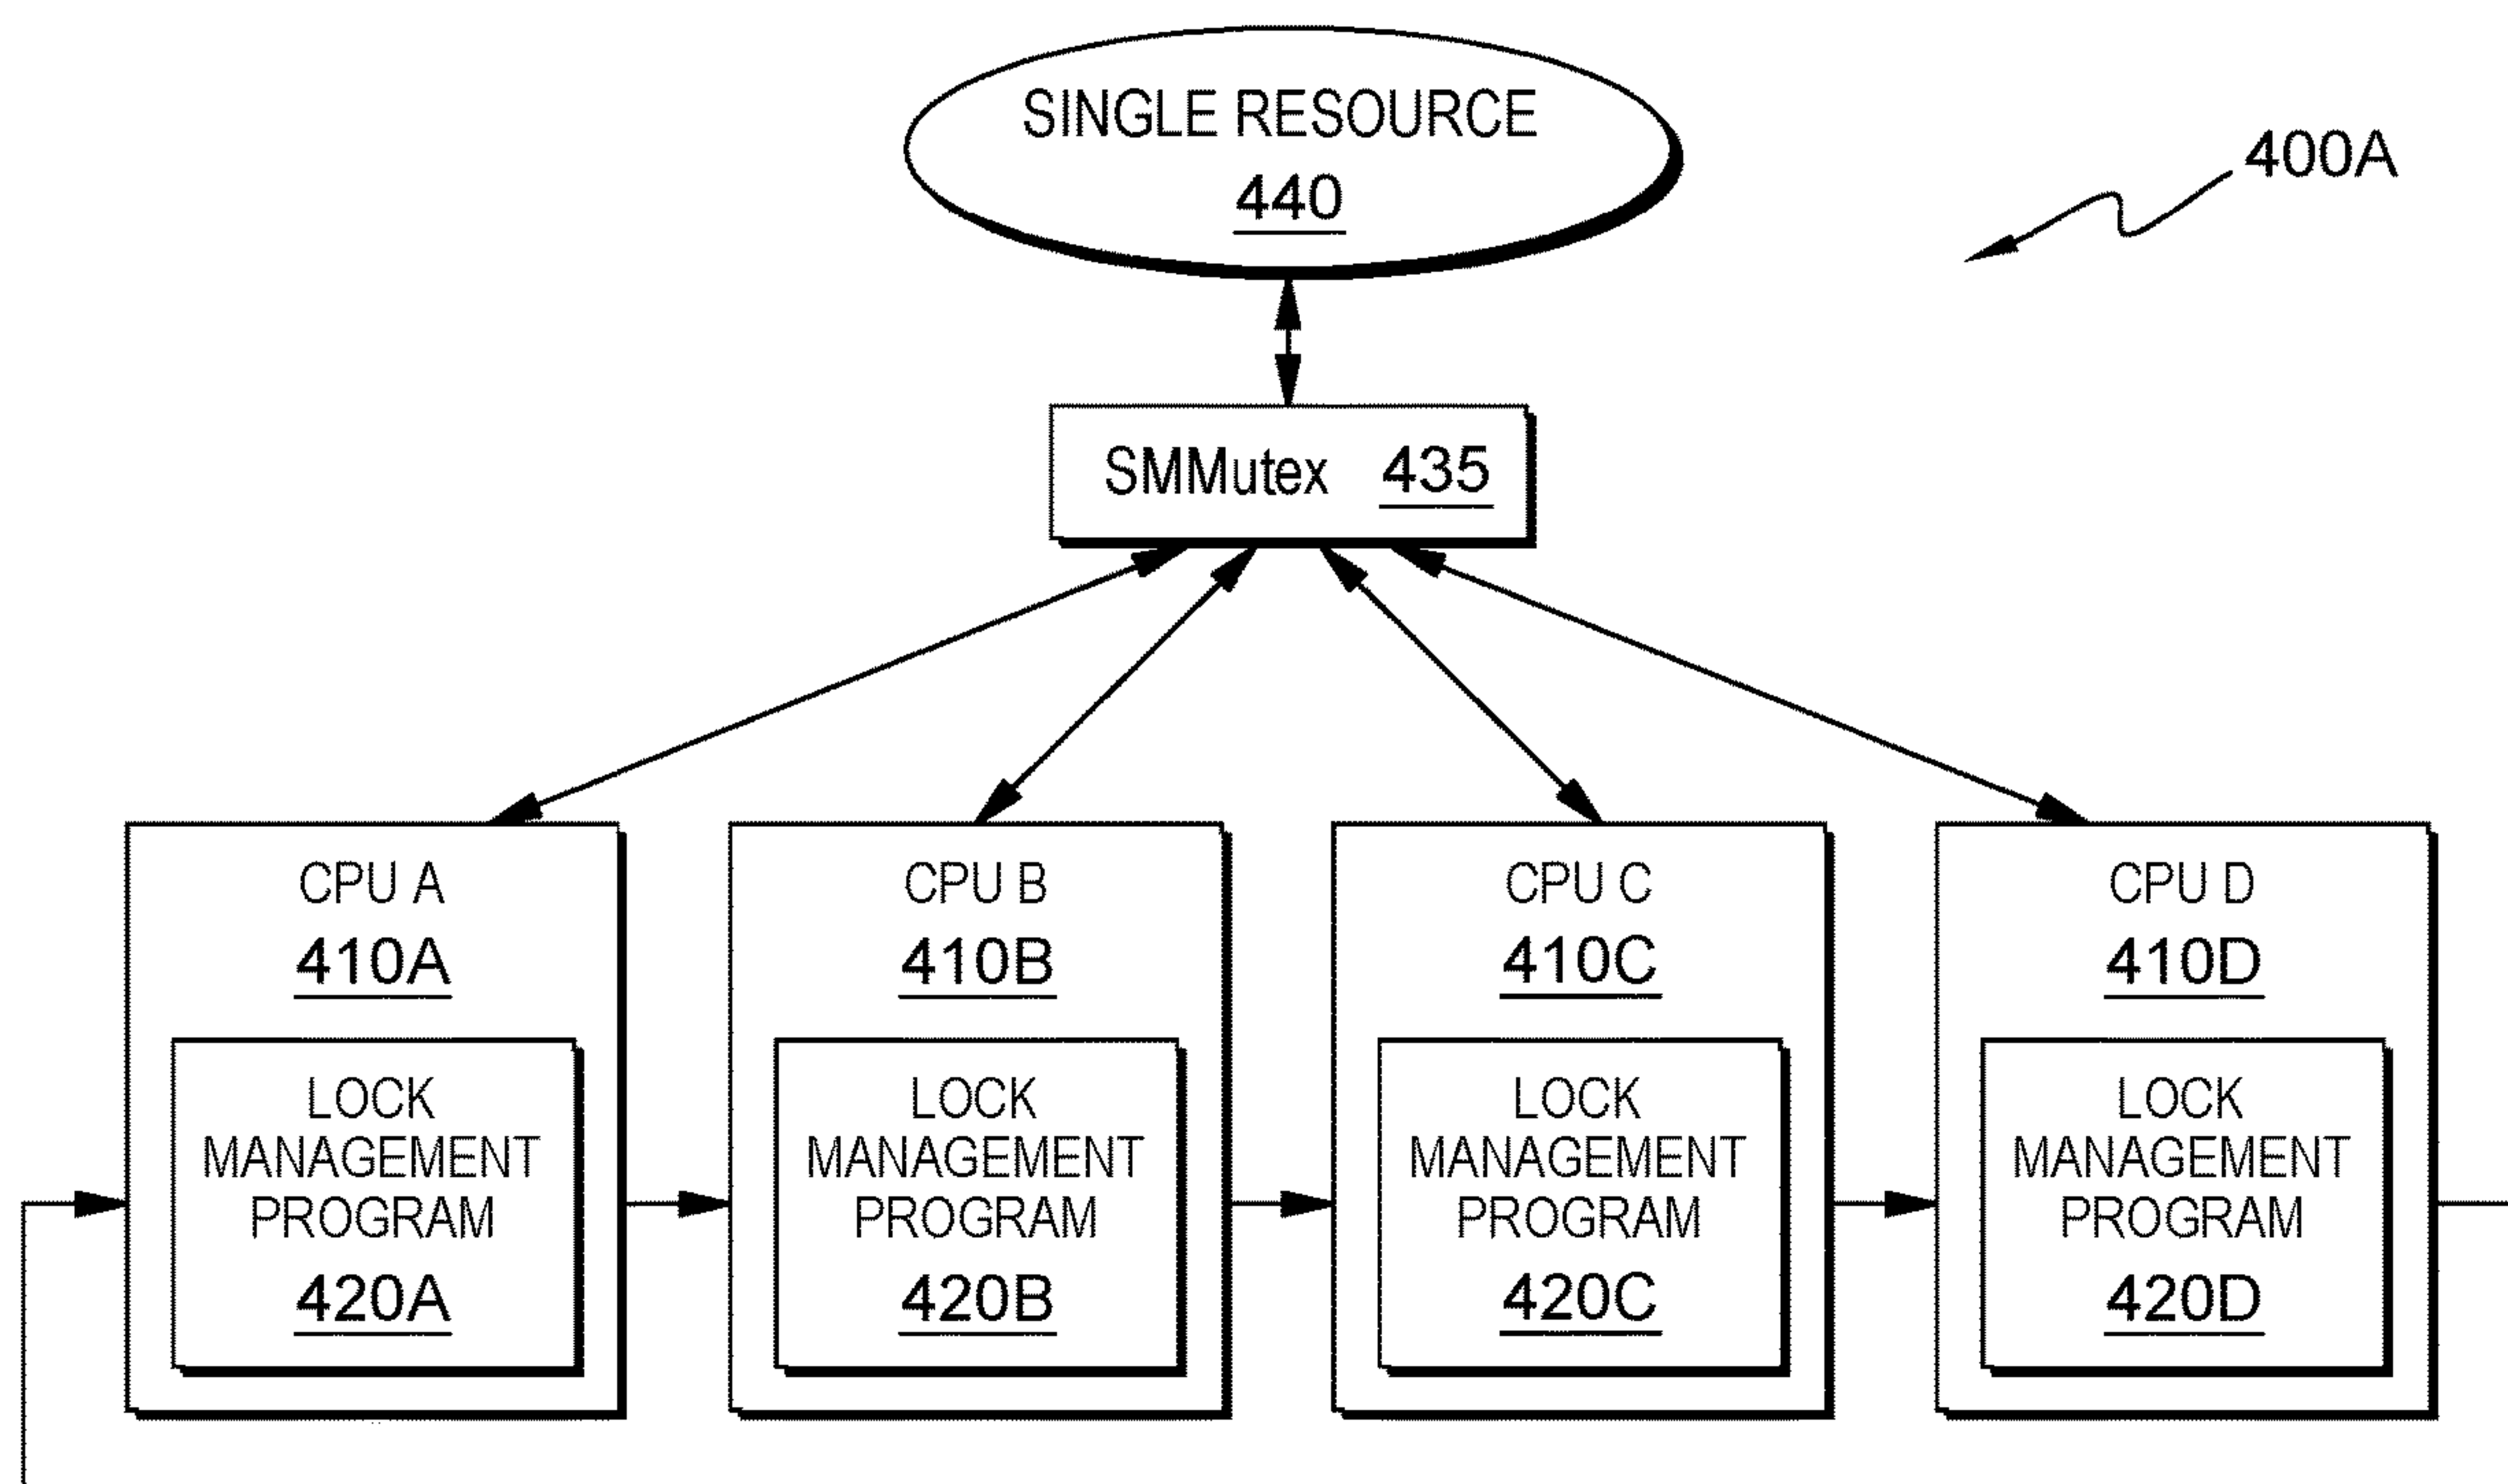 SINGLE RESOURCE
440
400A
SMMutex 435
CPU A
410A
LOCK
MANAGEMENT
PROGRAM
420A
CPU B
410B
LOCK
MANAGEMENT
PROGRAM
420B
CPU C
410C
LOCK
MANAGEMENT
PROGRAM
420C
CPU D
410D
LOCK
MANAGEMENT
PROGRAM
420D